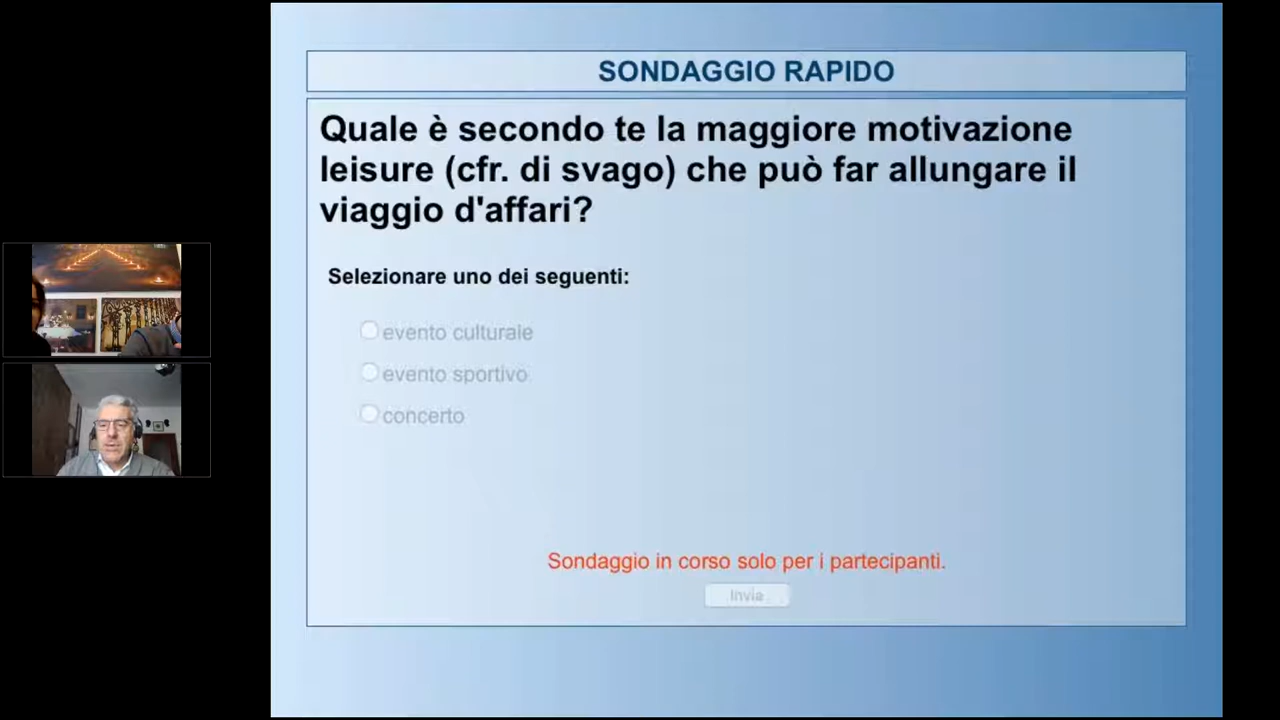 SONDAGGIO RAPIDO
Quale è secondo te la maggiore motivazione
leisure (cfr. di svago) che può far allungare il
viaggio d'affari?
Selezionare uno dei seguenti:
evento culturale
evento sportivo
concerto
Sondaggio in corso solo per i partecipanti.
Invia